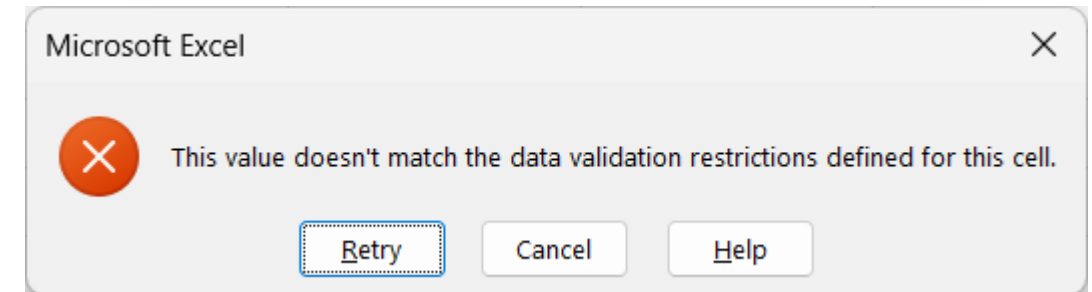 Microsoft Excel
This value doesn't match the data validation restrictions defined for this cell.
Retry Cancel Help